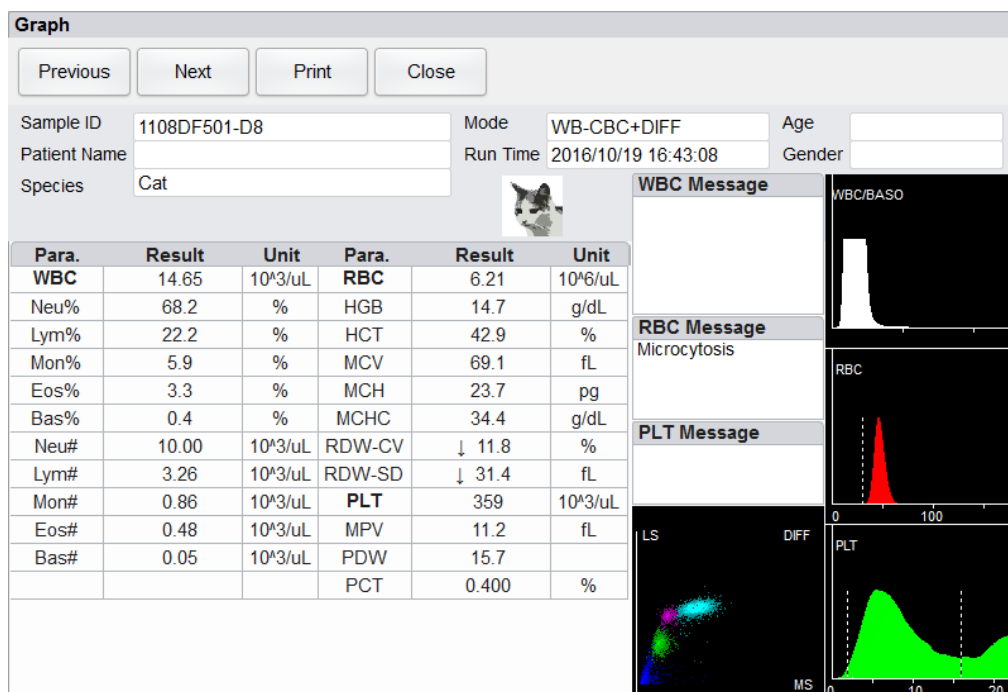 Graph
Previous Next Print Close
Sample ID 1108DF501-D8 Mode WB-CBC+DIFF Age
Patient Name Run Time 2016/10/19 16:43:08 Gender
Species Cat
WBC Message
WBC/BASO
Para. Result Unit Para. Result Unit
WBC 14.65 10^3/uL RBC 6.21 10^6/uL
Neu% 68.2 % HGB 14.7 g/dL
Lym% 22.2 % HCT 42.9 %
Mon% 5.9 % MCV 69.1 fL
Eos% 3.3 % MCH 23.7 pg
Bas% 0.4 % MCHC 34.4 g/dL
Neu# 10.00 10^3/uL RDW-CV ↓ 11.8 %
Lym# 3.26 10^3/uL RDW-SD ↓ 31.4 fL
Mon# 0.86 10^3/uL PLT 359 10^3/uL
Eos# 0.48 10^3/uL MPV 11.2 fL
Bas# 0.05 10^3/uL PDW 15.7
PCT 0.400 %
RBC Message
Microcytosis
PLT Message
RBC
0 100
LS DIFF
MS
PLT
0 10 20